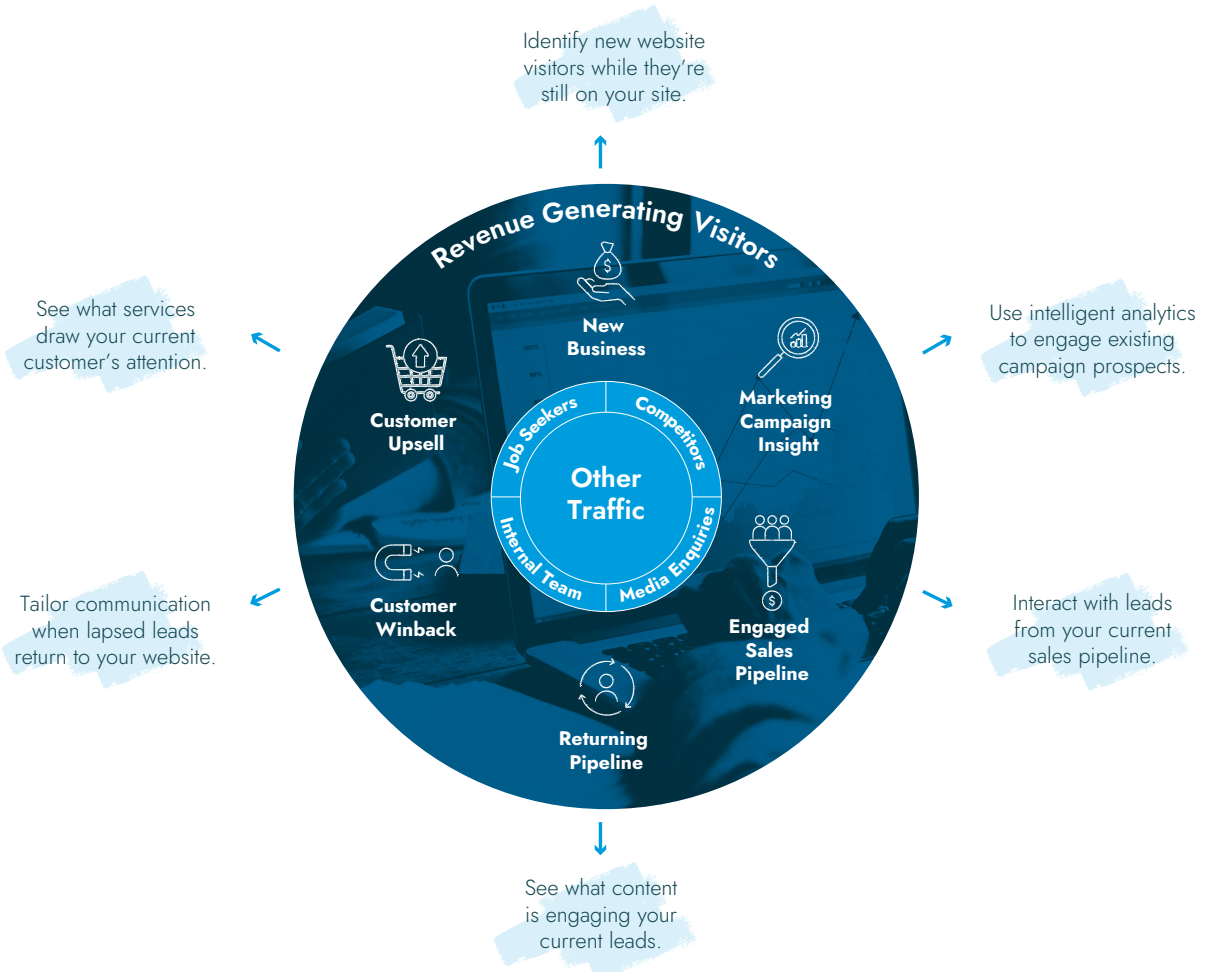 Identify new website
visitors while they're
still on your site.
Revenue Generating Visitors
$
New
Business
See what services
draw your current
customer's attention.
Use intelligent analytics
to engage existing
campaign prospects.
Customer
Upsell
Marketing
Campaign
Insight
Job Seekers
Competitors
Other
Traffic
Internal Team
Media Enquiries
Tailor communication
when lapsed leads
return to your website.
Customer
Winback
$
Engaged
Sales
Pipeline
Interact with leads
from your current
sales pipeline.
Returning
Pipeline
See what content
is engaging your
current leads.